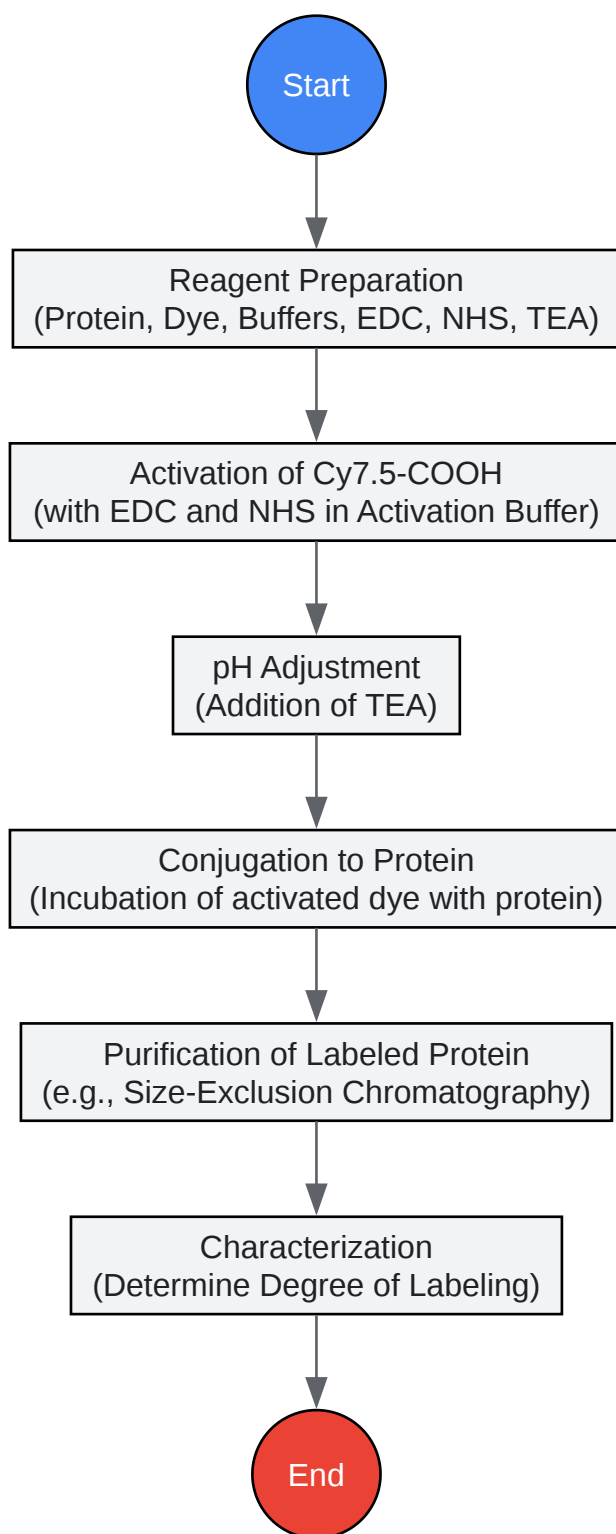 Start
Reagent Preparation
(Protein, Dye, Buffers, EDC, NHS, TEA)
Activation of Cy7.5-COOH
(with EDC and NHS in Activation Buffer)
pH Adjustment
(Addition of TEA)
Conjugation to Protein
(Incubation of activated dye with protein)
Purification of Labeled Protein
(e.g., Size-Exclusion Chromatography)
Characterization
(Determine Degree of Labeling)
End